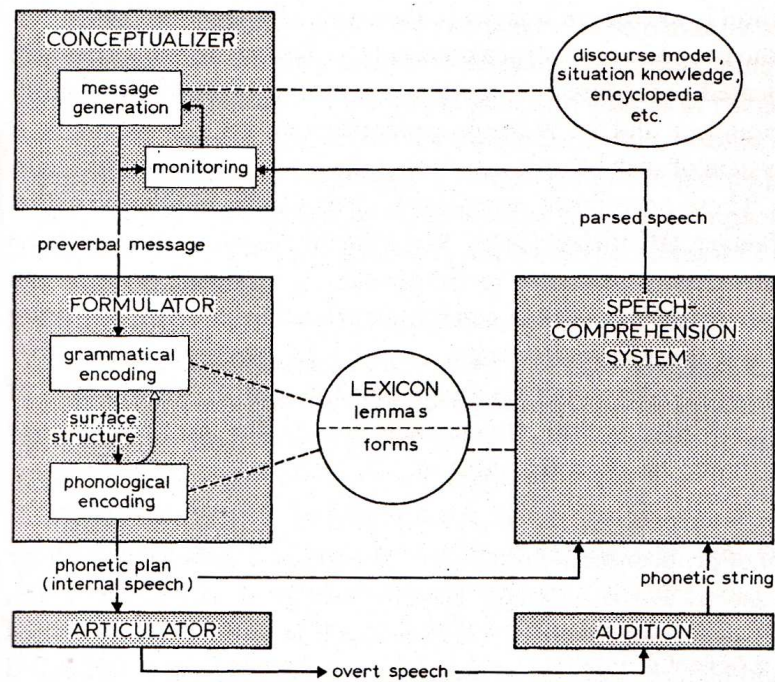 CONCEPTUALIZER
message
generation
monitoring
discourse model,
situation knowledge,
encyclopedia
etc.
preverbal message
parsed speech
FORMULATOR
grammatical
encoding
surface
structure
phonological
encoding
LEXICON
lemmas
forms
SPEECH-
COMPREHENSION
SYSTEM
phonetic plan
(internal speech)
phonetic string
ARTICULATOR
AUDITION
overt speech